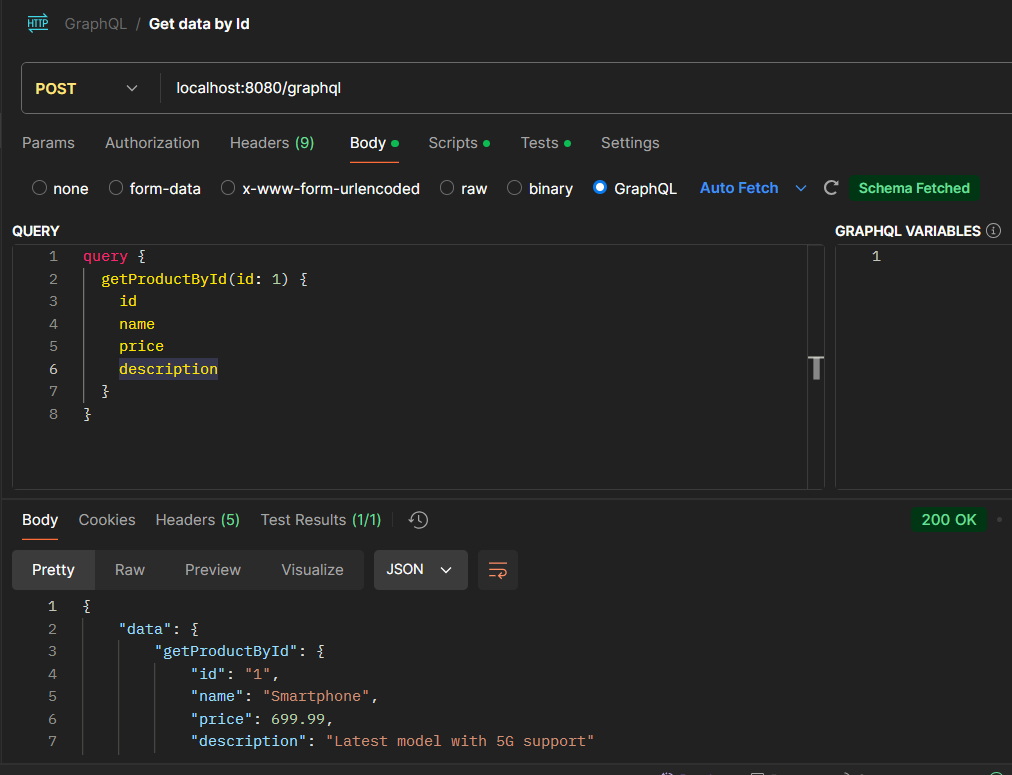 HTTP GraphQL / Get data by Id
POST localhost:8080/graphql
Params Authorization Headers (9) Body Scripts Tests Settings
none form-data x-www-form-urlencoded raw binary GraphQL Auto Fetch Schema Fetched
QUERY GRAPHQL VARIABLES
1 query { 1
2 getProductById(id: 1) {
3 id
4 name
5 price
6 description
7 }
8 }
Body Cookies Headers (5) Test Results (1/1) 200 OK
Pretty Raw Preview Visualize JSON
1 {
2 "data": {
3 "getProductById": {
4 "id": "1",
5 "name": "Smartphone",
6 "price": 699.99,
7 "description": "Latest model with 5G support"